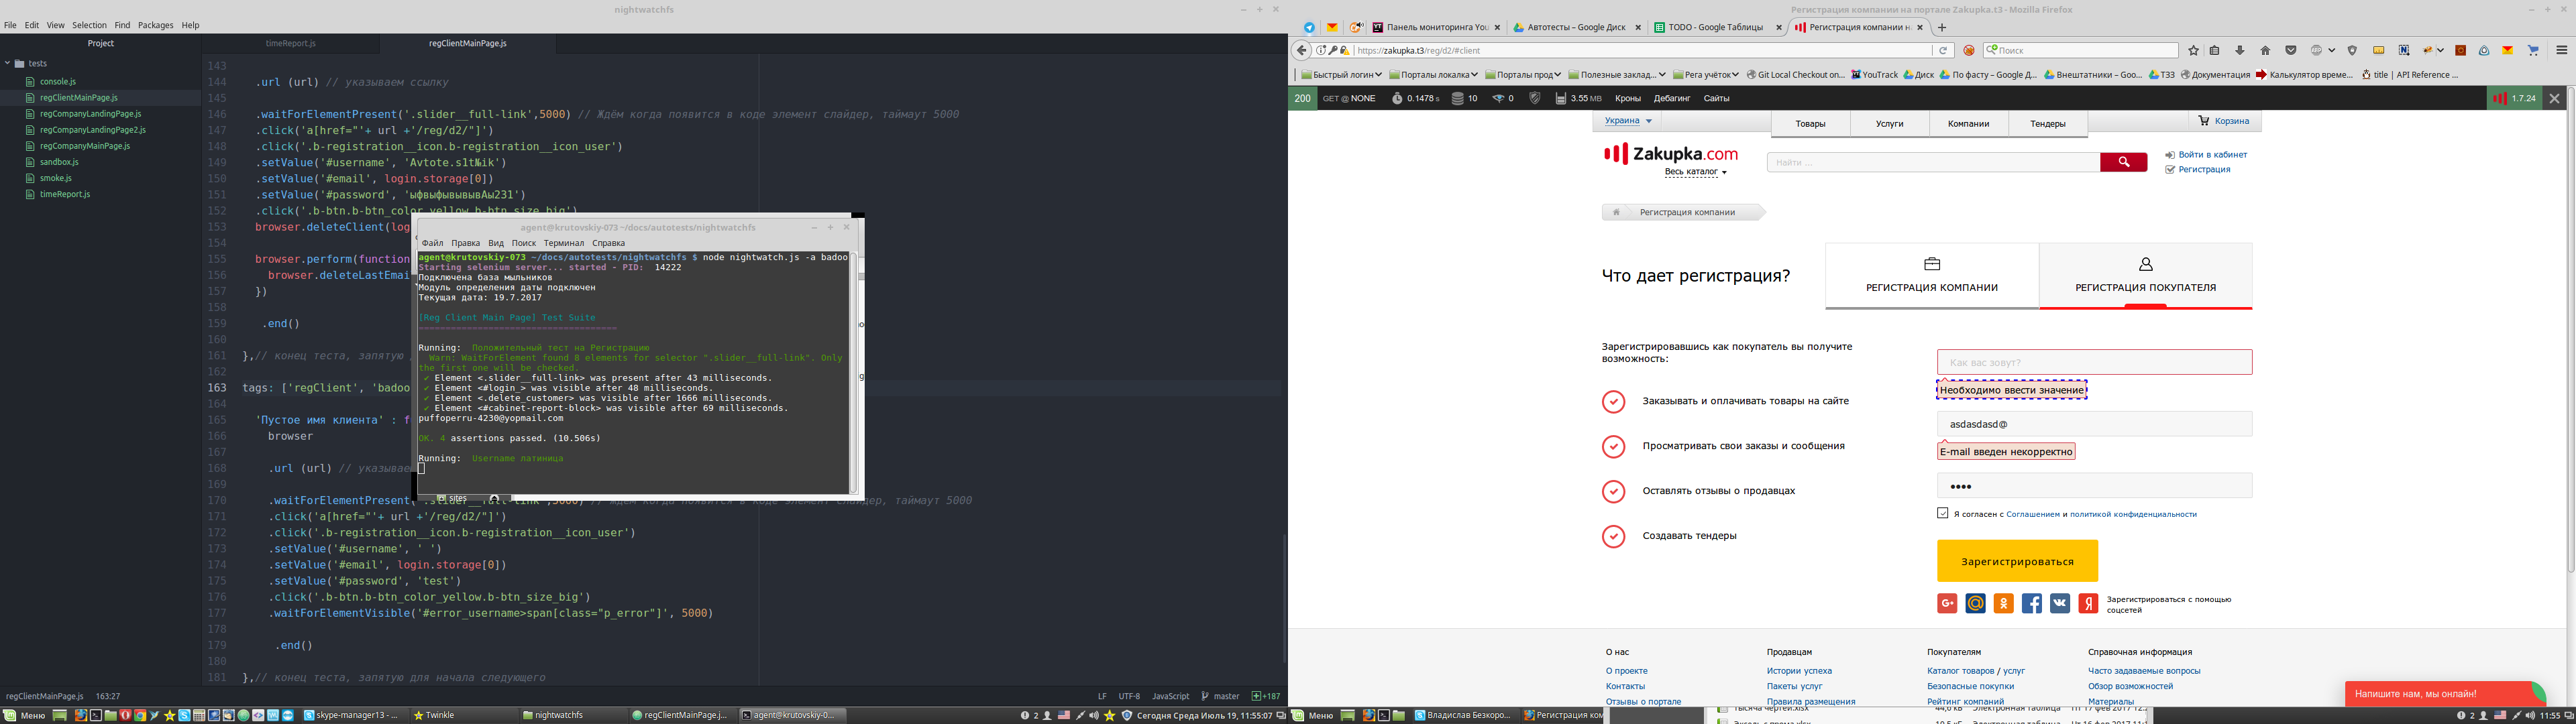 nightwatchfs
File Edit View Selection Find Packages Help
Project
tests
console.js
regClientMainPage.js
regCompanyLandingPage.js
regCompanyLandingPage2.js
regCompanyMainPage.js
sandbox.js
smoke.js
timeReport.js
timeReport.js regClientMainPage.js
143
144 .url (url) // указываем ссылку
145
146 .waitForElementPresent('.slider__full-link',5000) // Ждём когда появится в коде элемент слайдер, таймаут 5000
147 .click('a[href="'+ url +'/reg/d2/"]')
148 .click('.b-registration__icon.b-registration__icon_user')
149 .setValue('#username', 'Avtote.s1t№ik')
150 .setValue('#email', login.storage[0])
151 .setValue('#password', 'ыфвыфывывывАы231')
152 .click('.b-btn.b-btn_color_yellow.b-btn_size_big')
153 browser.deleteClient(log
154
155 browser.perform(function
156 browser.deleteLastEmai
157 })
158
159 .end()
160
161 },// конец теста, запятую
162
163 tags: ['regClient', 'badoo
164
165 'Пустое имя клиента' : f
166 browser
167
168 .url (url) // указывае
169
170 .waitForElementPresent('.slider__full-link',5000) // Ждём когда появится в коде элемент слайдер, таймаут 5000
171 .click('a[href="'+ url +'/reg/d2/"]')
172 .click('.b-registration__icon.b-registration__icon_user')
173 .setValue('#username', ' ')
174 .setValue('#email', login.storage[0])
175 .setValue('#password', 'test')
176 .click('.b-btn.b-btn_color_yellow.b-btn_size_big')
177 .waitForElementVisible('#error_username>span[class="p_error"]', 5000)
178
179 .end()
180
181 },// конец теста, запятую для начала следующего
regClientMainPage.js 163:27 LF UTF-8 JavaScript master +187
agent@krutovskiy-073 ~/docs/autotests/nightwatchfs
Файл Правка Вид Поиск Терминал Справка
agent@krutovskiy-073 ~/docs/autotests/nightwatchfs $ node nightwatch.js -a badoo
Starting selenium server... started - PID: 14222
Подключена база мыльников
Модуль определения даты подключен
Текущая дата: 19.7.2017
[Reg Client Main Page] Test Suite
=====================================
Running: Положительный тест на Регистрацию
Warn: WaitForElement found 8 elements for selector ".slider__full-link". Only
the first one will be checked.
✔ Element <.slider__full-link> was present after 43 milliseconds.
✔ Element <#login_> was visible after 48 milliseconds.
✔ Element <.delete_customer> was visible after 1666 milliseconds.
✔ Element <#cabinet-report-block> was visible after 69 milliseconds.
puffoperru-4230@yopmail.com
OK. 4 assertions passed. (10.506s)
Running: Username латиница
sites
Меню skype-manager13 - ... Twinkle nightwatchfs regClientMainPage.j... agent@krutovskiy-0... 2 Сегодня Среда Июль 19, 11:55:07
Регистрация компании на портале Zakupka.t3 - Mozilla Firefox
Панель мониторинга You Автотесты – Google Диск TODO - Google Таблицы Регистрация компании н
https://zakupka.t3/reg/d2/#client Поиск
Быстрый логин Порталы локалка Порталы прод Полезные заклад... Рега учёток Git Local Checkout on... YouTrack Диск По фасту – Google Д... Внештатники – Goo... ТЗЗ Документация Калькулятор време... title | API Reference ...
200 GET @ NONE 0.1478 s 10 0 3.55 MB Кроны Дебагинг Сайты 1.7.24
Украина Товары Услуги Компании Тендеры Корзина
Zakupka.com Найти ... Войти в кабинет
Весь каталог Регистрация
Регистрация компании
Что дает регистрация?
РЕГИСТРАЦИЯ КОМПАНИИ РЕГИСТРАЦИЯ ПОКУПАТЕЛЯ
Зарегистрировавшись как покупатель вы получите
возможность:
Заказывать и оплачивать товары на сайте
Просматривать свои заказы и сообщения
Оставлять отзывы о продавцах
Создавать тендеры
Как вас зовут?
Необходимо ввести значение
asdasdasd@
E-mail введен некорректно
Я согласен с Соглашением и политикой конфиденциальности
Зарегистрироваться
Зарегистрироваться с помощью
соцсетей
О нас Продавцам Покупателям Справочная информация
О проекте Истории успеха Каталог товаров / услуг Часто задаваемые вопросы
Контакты Пакеты услуг Безопасные покупки Обзор возможностей
Отзывы о портале Правила размещения Рейтинг компаний Материалы
Напишите нам, мы онлайн!
Меню Владислав Безкоро... Регистрация ком 2 11:55